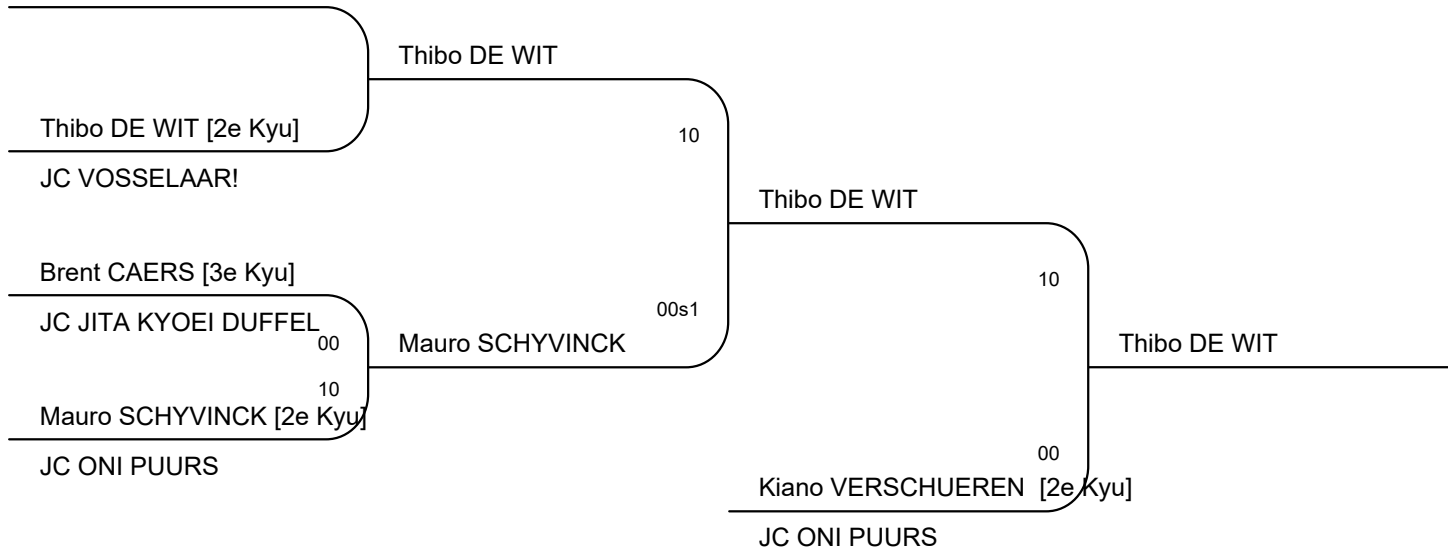 Thibo DE WIT
Thibo DE WIT [2e Kyu]
10
JC VOSSELAAR!
Thibo DE WIT
Brent CAERS [3e Kyu]
10
JC JITA KYOEI DUFFEL
00s1
00
Mauro SCHYVINCK
Thibo DE WIT
10
Mauro SCHYVINCK [2e Kyu]
00
JC ONI PUURS
Kiano VERSCHUEREN [2e Kyu]
JC ONI PUURS